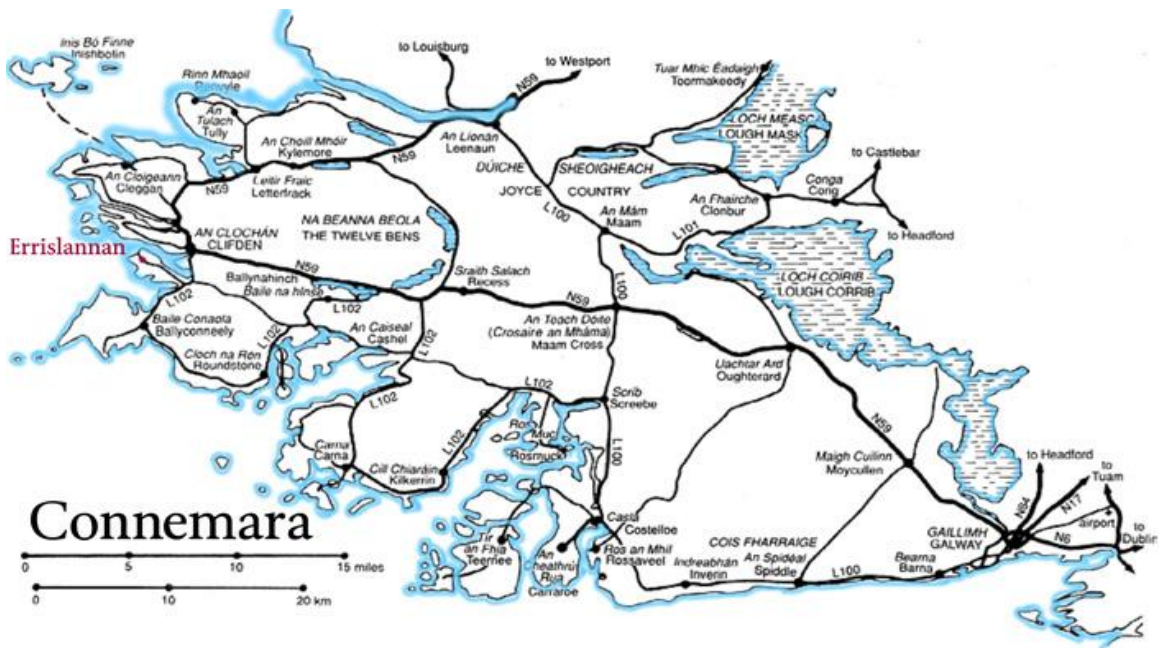 Inis Bó Finne
Inishbofin
to Louisburg
to Westport
N59
Rinn Mhaoil
Renvyle
An
Tulach
Tully
An Choill Mhóir
Kylemore
An Líonán
Leenaun
Tuar Mhic Éadaigh
Toormakeedy
LOCH MEASC
LOUGH MASK
to Castlebar
An Cloigeann
Cleggan
N59
Leitir Fraic
Letterfrack
N59
DÚICHE
SHEOIGHEACH
JOYCE
COUNTRY
L100
An Fhairche
Clonbur
Conga
Cong
to Headford
NA BEANNA BEOLA
THE TWELVE BENS
An Mám
Maam
L101
AN CLOCHÁN
CLIFDEN
Errislannan
N59
Ballynahinch
Baile na hInse
L102
Sraith Salach
Recess
N59
L100
LOCH COIRIB
LOUGH CORRIB
L102
Baile Conaola
Ballyconneely
L102
Cloch na Rón
Roundstone
An Caiseal
Cashel
L102
An Teach Dóite
(Crosaire an Mháma)
Maam Cross
Uachtar Ard
Oughterard
L102
L102
Scrib
Screebe
L100
N59
Carna
Carna
L102
Cill Chiaráin
Kilkerrin
Ros
Muc
Rosmuck
Maigh Cuilinn
Moycullen
to Headford
to
Tuam
N84
N17
airport
N6
to
Dublin
Connemara
0 5 10 15 miles
0 10 20 km
Tír
an Fhia
Teernee
An
Cheathrú
Rua
Carraroe
Casla
Costelloe
Ros an Mhíl
Rossaveel
COIS FHARRAIGE
Indreabhán
Inverin
An Spidéal
Spiddle
L100
Bearna
Barna
GAILLIMH
GALWAY